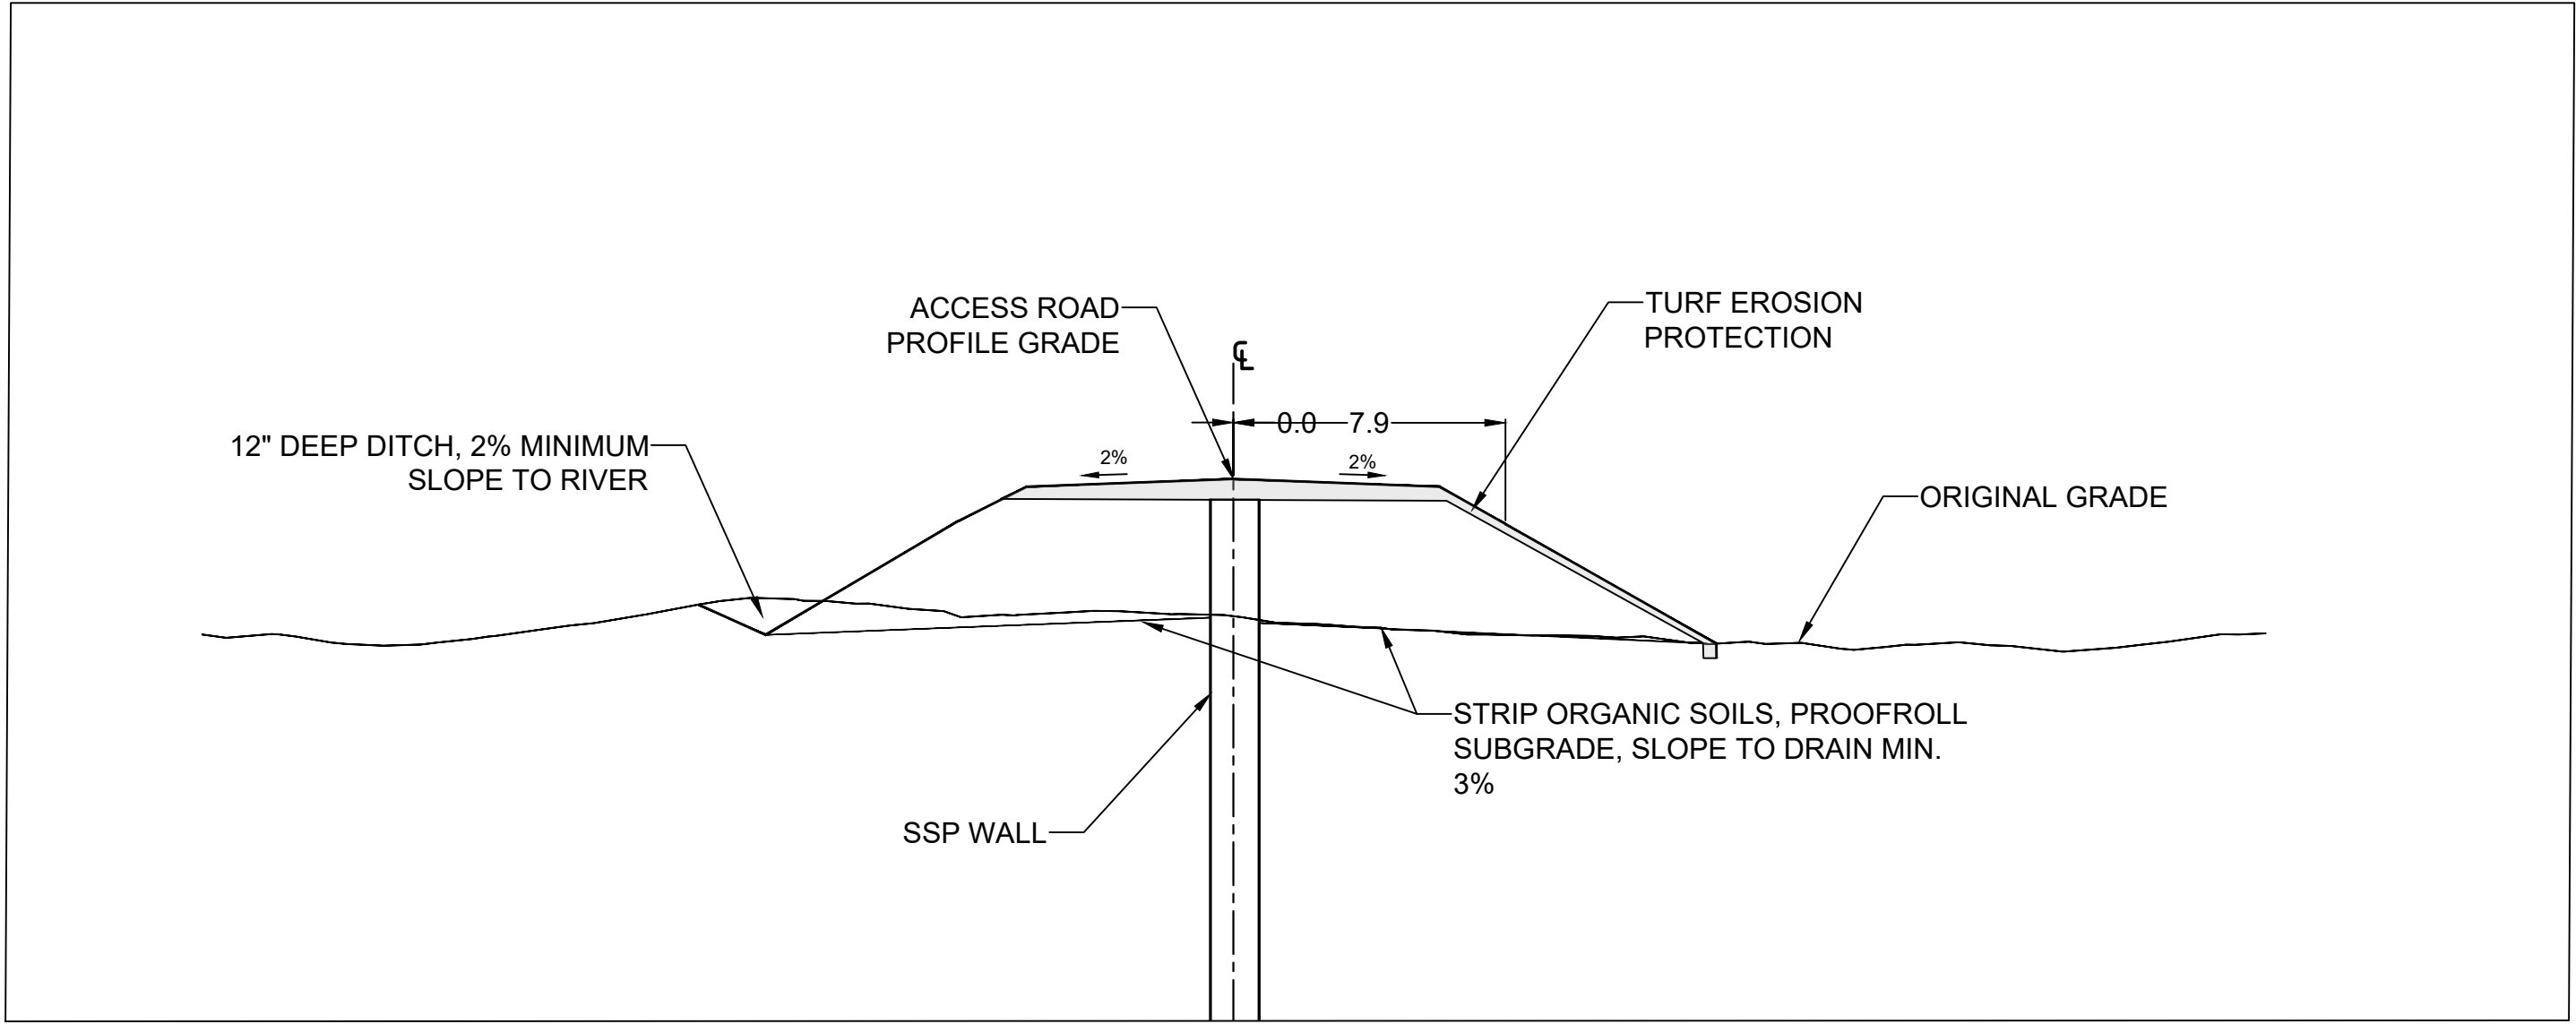 ACCESS ROAD
PROFILE GRADE
TURF EROSION
PROTECTION
℄
0.0 7.9
12" DEEP DITCH, 2% MINIMUM
SLOPE TO RIVER
2%
2%
ORIGINAL GRADE
STRIP ORGANIC SOILS, PROOFROLL
SUBGRADE, SLOPE TO DRAIN MIN.
3%
SSP WALL